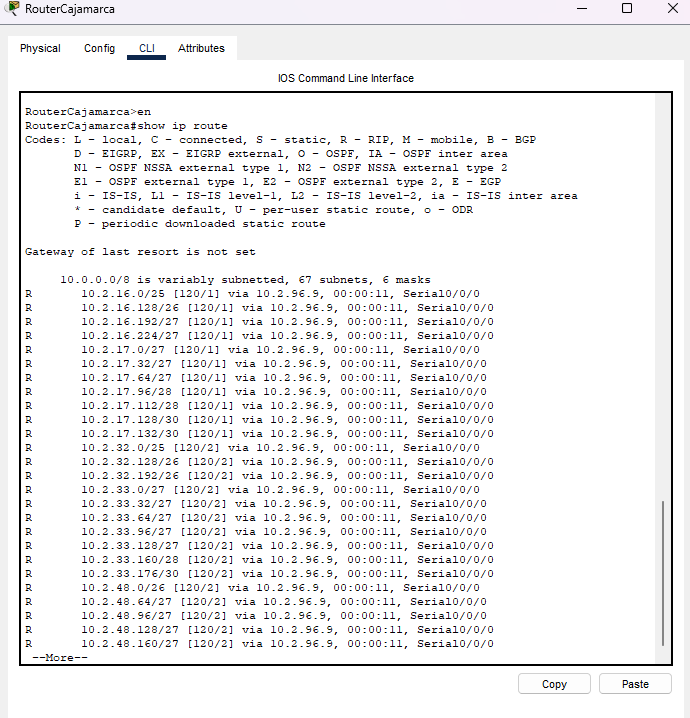 RouterCajamarca
Physical Config CLI Attributes
IOS Command Line Interface
RouterCajamarca>en
RouterCajamarca#show ip route
Codes: L - local, C - connected, S - static, R - RIP, M - mobile, B - BGP
D - EIGRP, EX - EIGRP external, O - OSPF, IA - OSPF inter area
N1 - OSPF NSSA external type 1, N2 - OSPF NSSA external type 2
E1 - OSPF external type 1, E2 - OSPF external type 2, E - EGP
i - IS-IS, L1 - IS-IS level-1, L2 - IS-IS level-2, ia - IS-IS inter area
* - candidate default, U - per-user static route, o - ODR
P - periodic downloaded static route
Gateway of last resort is not set
10.0.0.0/8 is variably subnetted, 67 subnets, 6 masks
R 10.2.16.0/25 [120/1] via 10.2.96.9, 00:00:11, Serial0/0/0
R 10.2.16.128/26 [120/1] via 10.2.96.9, 00:00:11, Serial0/0/0
R 10.2.16.192/27 [120/1] via 10.2.96.9, 00:00:11, Serial0/0/0
R 10.2.16.224/27 [120/1] via 10.2.96.9, 00:00:11, Serial0/0/0
R 10.2.17.0/27 [120/1] via 10.2.96.9, 00:00:11, Serial0/0/0
R 10.2.17.32/27 [120/1] via 10.2.96.9, 00:00:11, Serial0/0/0
R 10.2.17.64/27 [120/1] via 10.2.96.9, 00:00:11, Serial0/0/0
R 10.2.17.96/28 [120/1] via 10.2.96.9, 00:00:11, Serial0/0/0
R 10.2.17.112/28 [120/1] via 10.2.96.9, 00:00:11, Serial0/0/0
R 10.2.17.128/30 [120/1] via 10.2.96.9, 00:00:11, Serial0/0/0
R 10.2.17.132/30 [120/1] via 10.2.96.9, 00:00:11, Serial0/0/0
R 10.2.32.0/25 [120/2] via 10.2.96.9, 00:00:11, Serial0/0/0
R 10.2.32.128/26 [120/2] via 10.2.96.9, 00:00:11, Serial0/0/0
R 10.2.32.192/26 [120/2] via 10.2.96.9, 00:00:11, Serial0/0/0
R 10.2.33.0/27 [120/2] via 10.2.96.9, 00:00:11, Serial0/0/0
R 10.2.33.32/27 [120/2] via 10.2.96.9, 00:00:11, Serial0/0/0
R 10.2.33.64/27 [120/2] via 10.2.96.9, 00:00:11, Serial0/0/0
R 10.2.33.96/27 [120/2] via 10.2.96.9, 00:00:11, Serial0/0/0
R 10.2.33.128/27 [120/2] via 10.2.96.9, 00:00:11, Serial0/0/0
R 10.2.33.160/28 [120/2] via 10.2.96.9, 00:00:11, Serial0/0/0
R 10.2.33.176/30 [120/2] via 10.2.96.9, 00:00:11, Serial0/0/0
R 10.2.48.0/26 [120/2] via 10.2.96.9, 00:00:11, Serial0/0/0
R 10.2.48.64/27 [120/2] via 10.2.96.9, 00:00:11, Serial0/0/0
R 10.2.48.96/27 [120/2] via 10.2.96.9, 00:00:11, Serial0/0/0
R 10.2.48.128/27 [120/2] via 10.2.96.9, 00:00:11, Serial0/0/0
R 10.2.48.160/27 [120/2] via 10.2.96.9, 00:00:11, Serial0/0/0
--More--
Copy Paste